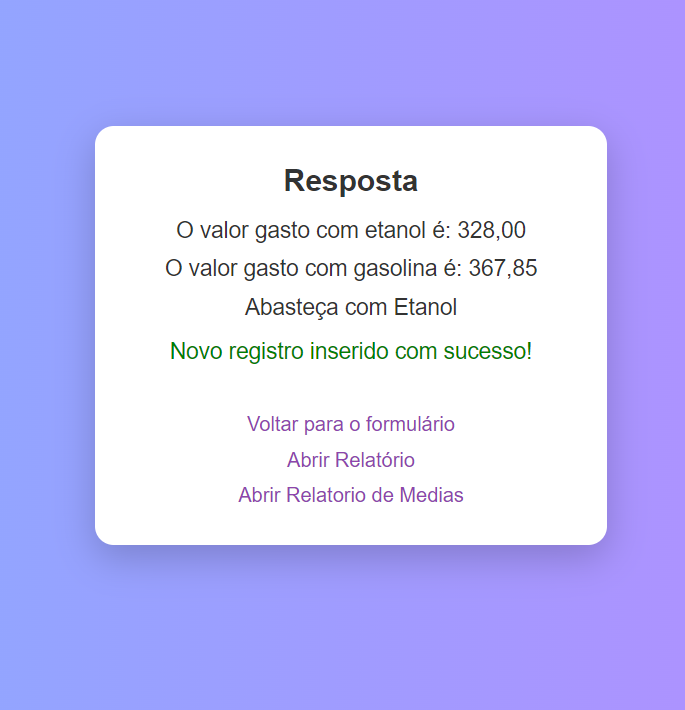 Resposta
O valor gasto com etanol é: 328,00
O valor gasto com gasolina é: 367,85
Abasteça com Etanol
Novo registro inserido com sucesso!
Voltar para o formulário
Abrir Relatório
Abrir Relatorio de Medias